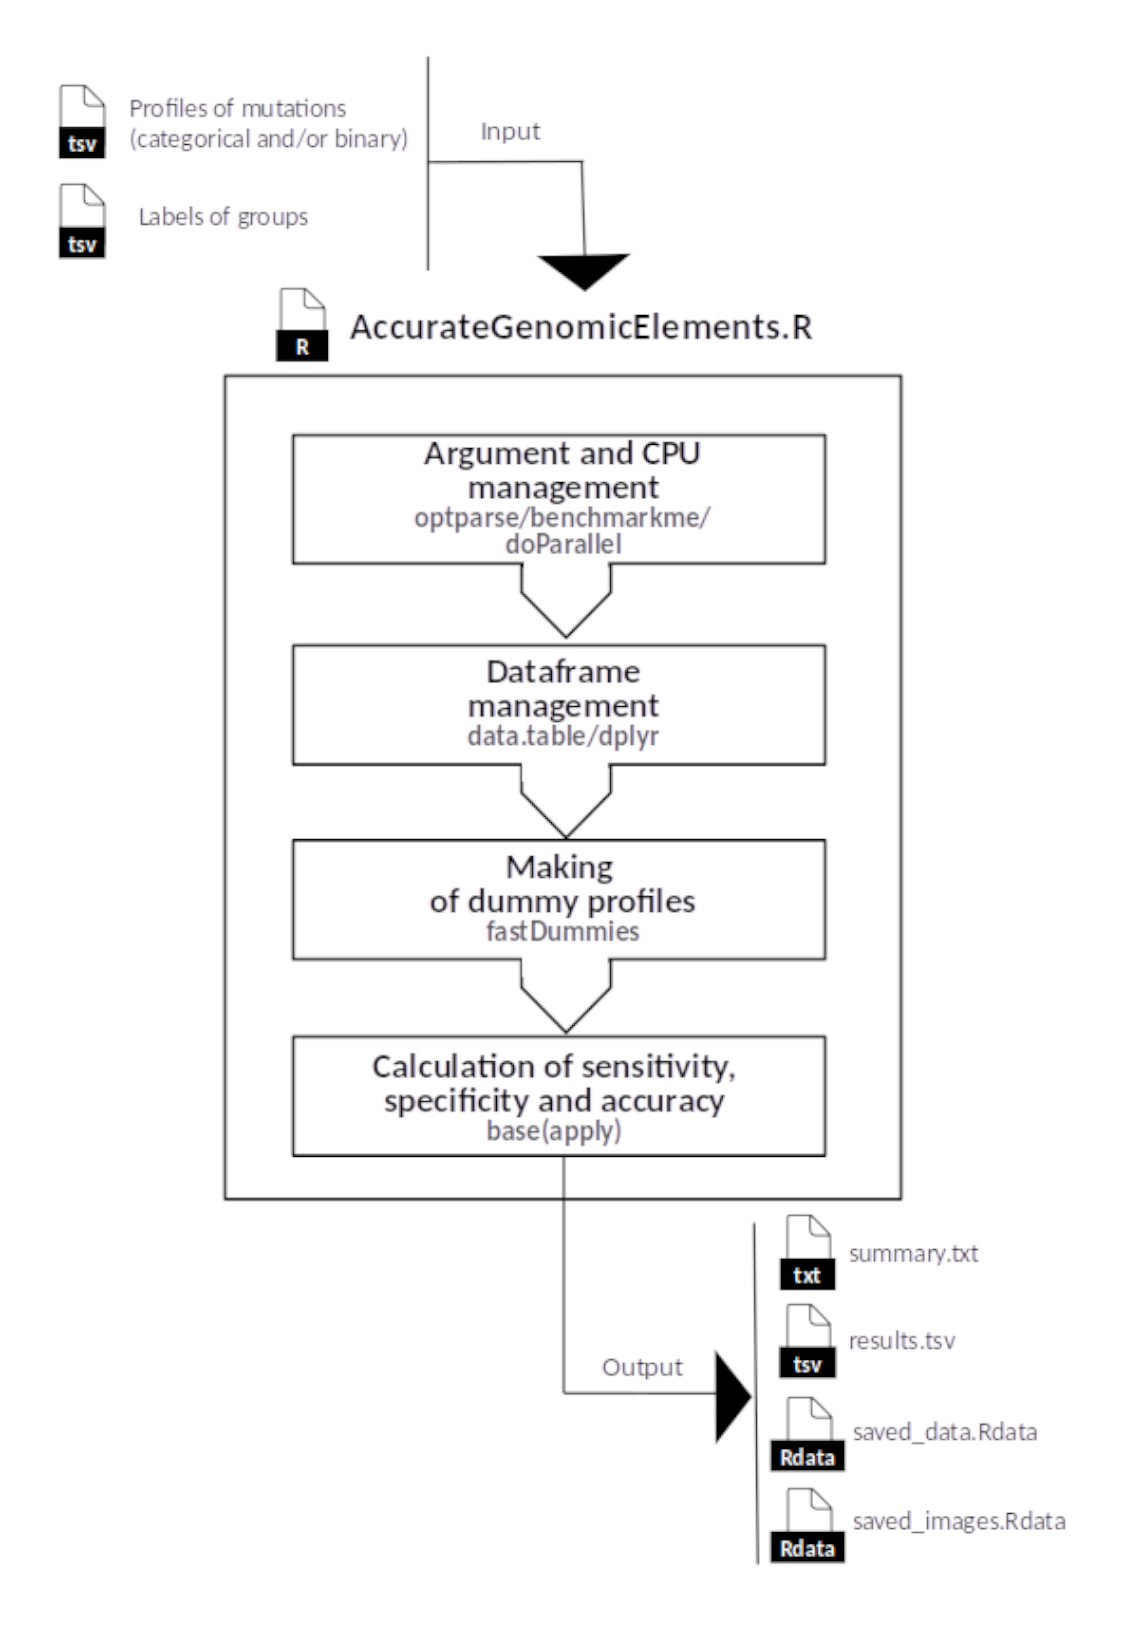 tsv
Profiles of mutations
(categorical and/or binary)
tsv
Labels of groups
Input
R
AccurateGenomicElements.R
Argument and CPU
management
optparse/benchmarkme/
doParallel
Dataframe
management
data.table/dplyr
Making
of dummy profiles
fastDummies
Calculation of sensitivity,
specificity and accuracy
base(apply)
Output
txt
summary.txt
tsv
results.tsv
Rdata
saved_data.Rdata
Rdata
saved_images.Rdata